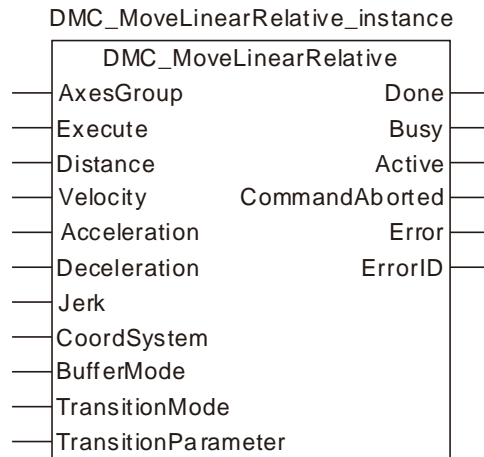 DMC_MoveLinearRelative_instance
DMC_MoveLinearRelative
AxesGroup Done
Execute Busy
Distance Active
Velocity CommandAborted
Acceleration Error
Deceleration ErrorID
Jerk
CoordSystem
BufferMode
TransitionMode
TransitionParameter